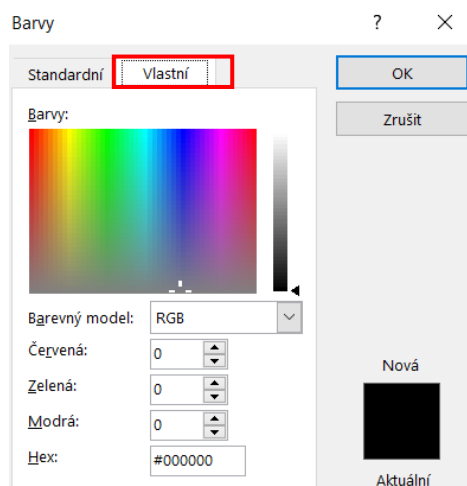 Barvy ?
Standardní Vlastní OK
Barvy: Zrušit
Barevný model: RGB
Červená: 0
Zelená: 0 Nová
Modrá: 0
Hex: #000000
Aktuální